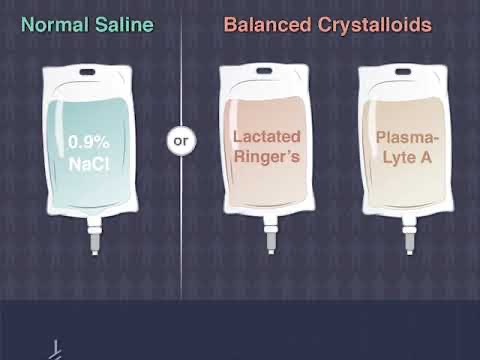 Normal Saline
Balanced Crystalloids
0.9%
NaCl
or
Lactated
Ringer's
Plasma-
Lyte A